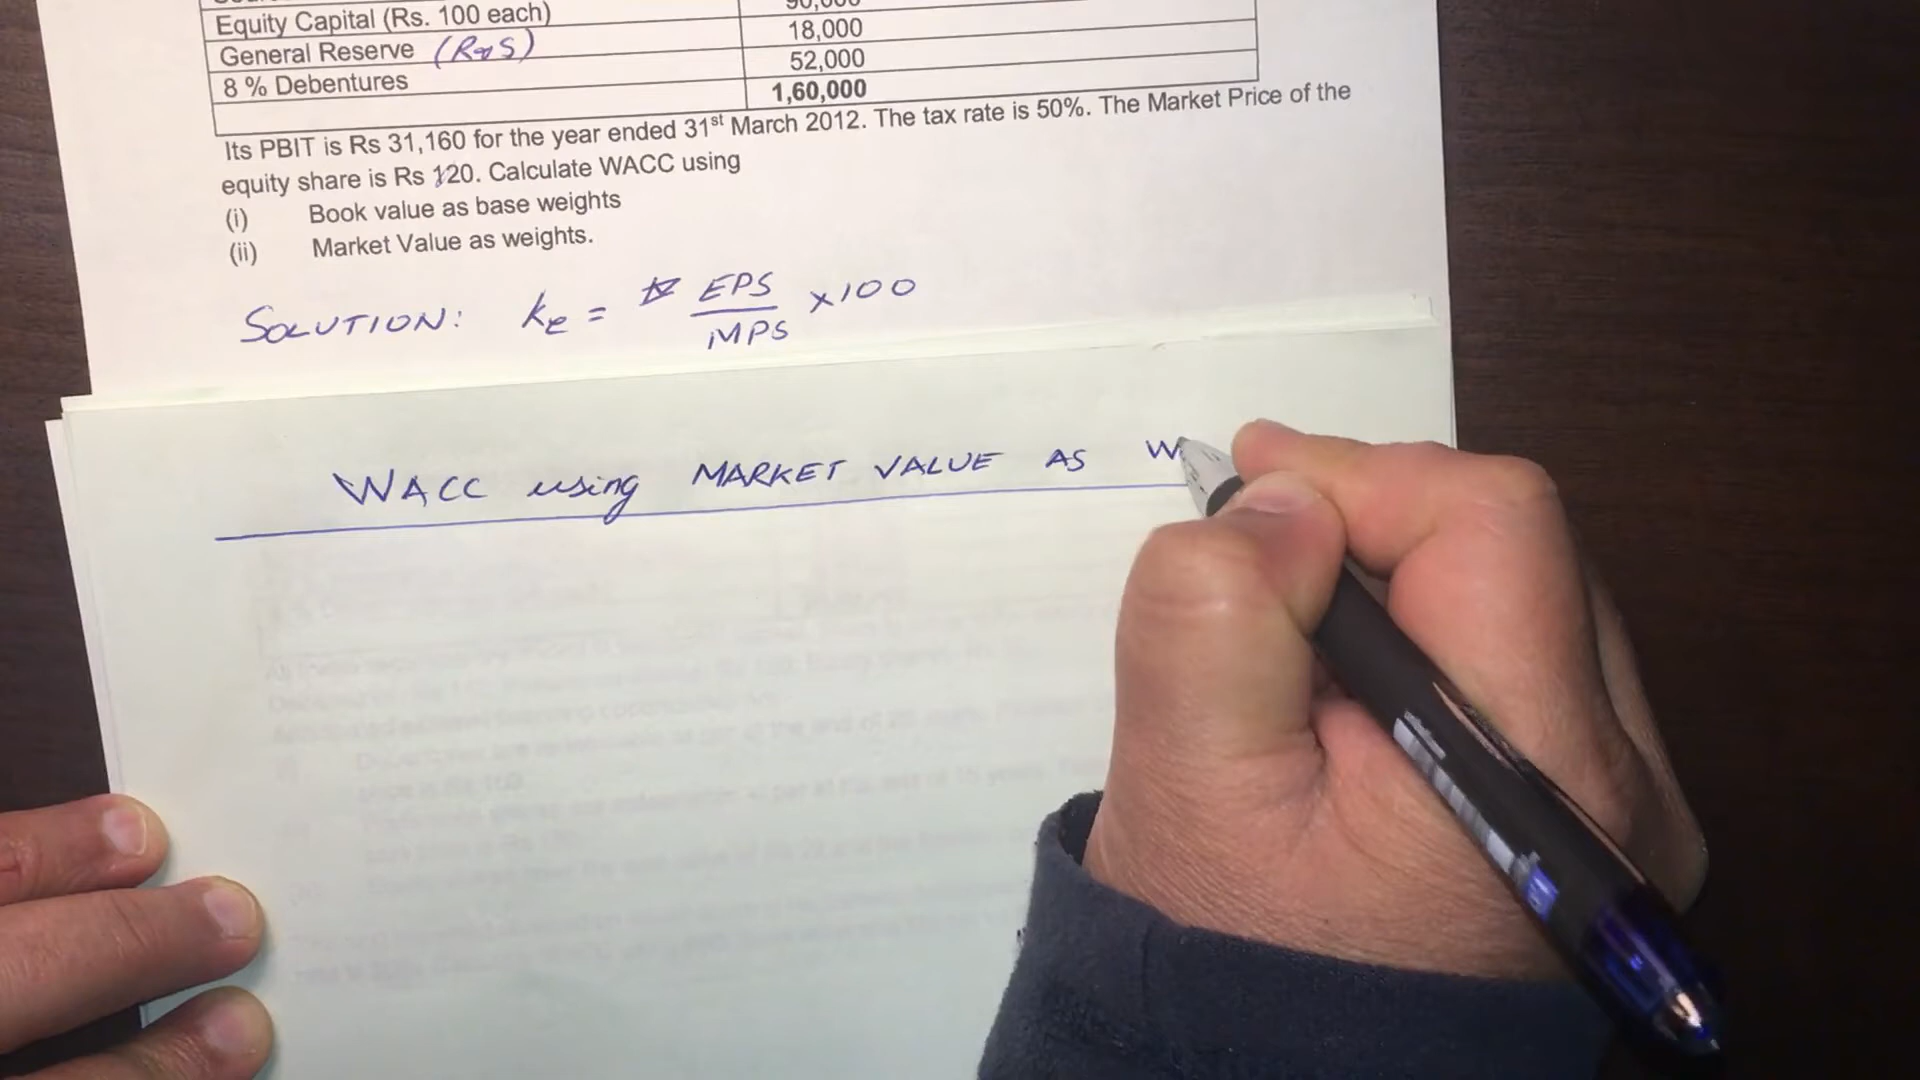 Equity Capital (Rs. 100 each) 90,000
General Reserve (R&S) 18,000
8 % Debentures 52,000
1,60,000
Its PBIT is Rs 31,160 for the year ended 31st March 2012. The tax rate is 50%. The Market Price of the
equity share is Rs 120. Calculate WACC using
(i) Book value as base weights
(ii) Market Value as weights.
SOLUTION: ke = EPS / MPS ×100
WACC using MARKET VALUE AS W